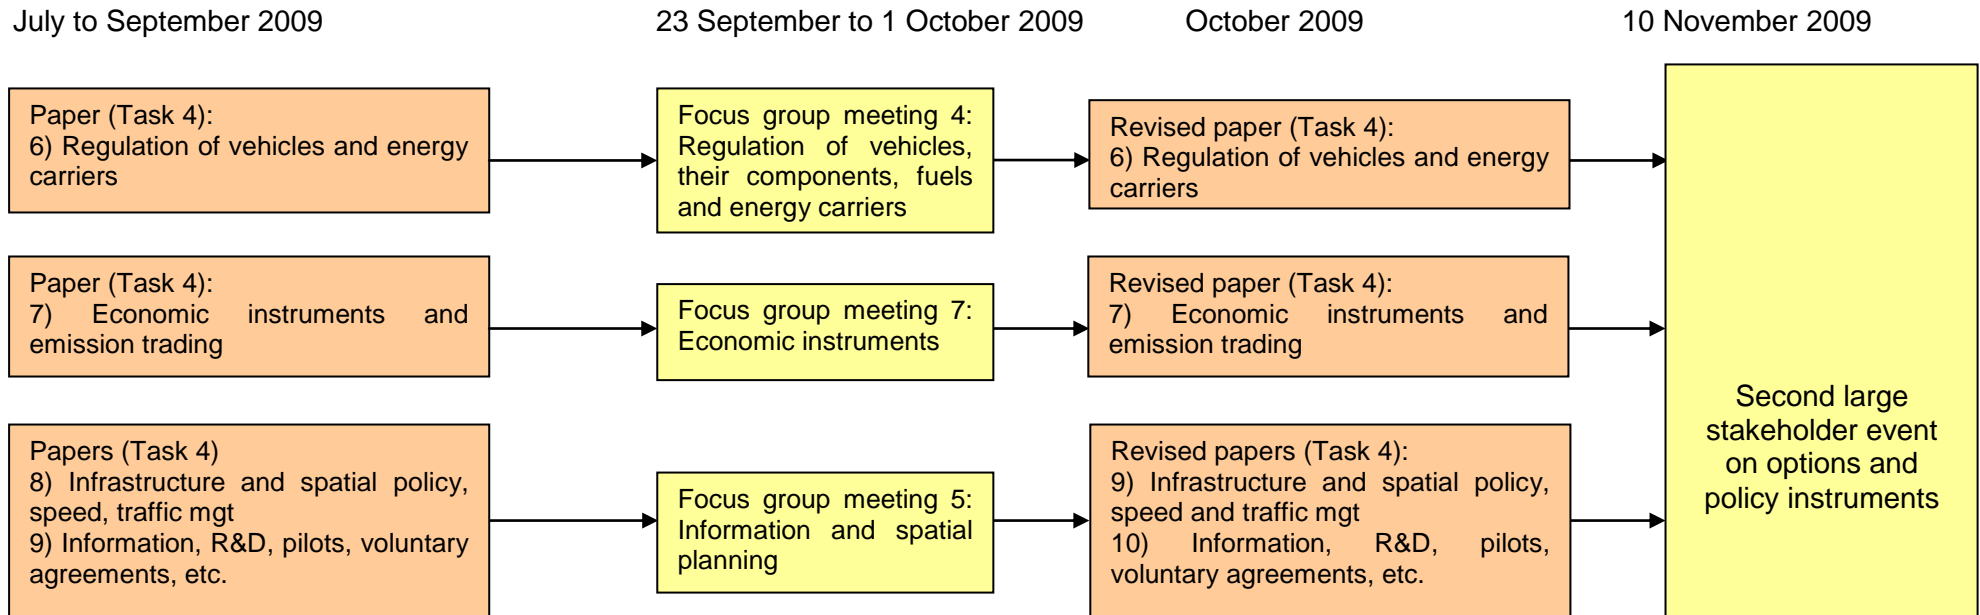 July to September 2009
23 September to 1 October 2009
October 2009
10 November 2009
Paper (Task 4):
6) Regulation of vehicles and energy
carriers
Focus group meeting 4:
Regulation of vehicles,
their components, fuels
and energy carriers
Revised paper (Task 4):
6) Regulation of vehicles and energy
carriers
Paper (Task 4):
7) Economic instruments and
emission trading
Focus group meeting 7:
Economic instruments
Revised paper (Task 4):
7) Economic instruments and
emission trading
Papers (Task 4)
8) Infrastructure and spatial policy,
speed, traffic mgt
9) Information, R&D, pilots, voluntary
agreements, etc.
Focus group meeting 5:
Information and spatial
planning
Revised papers (Task 4):
9) Infrastructure and spatial policy,
speed and traffic mgt
10) Information, R&D, pilots,
voluntary agreements, etc.
Second large
stakeholder event
on options and
policy instruments